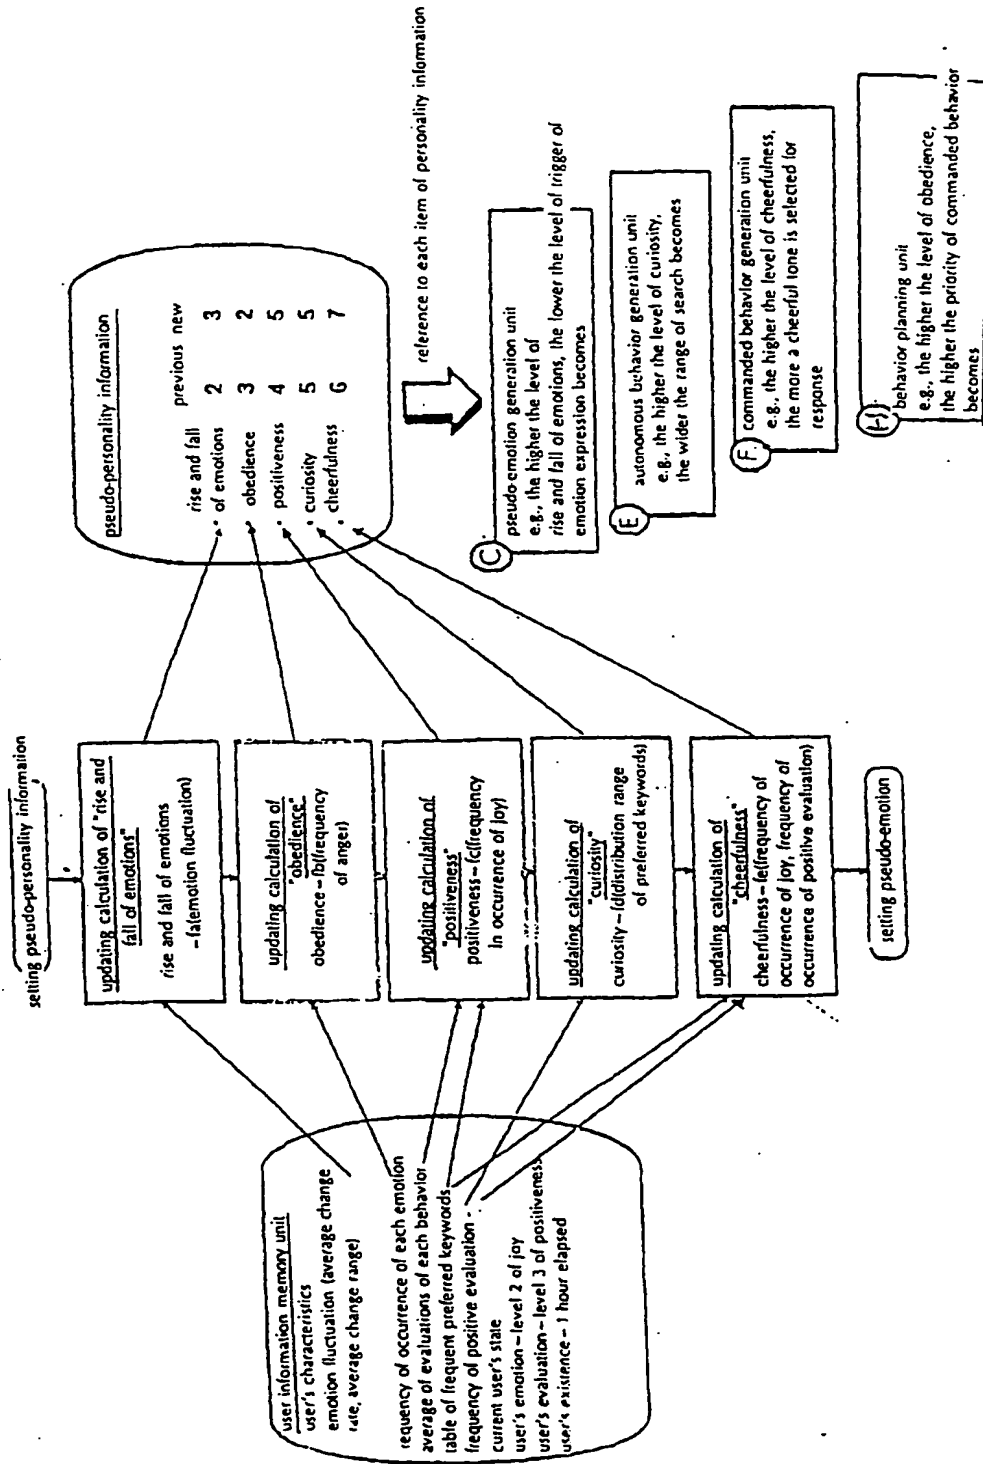 setting pseudo-personality information
user information memory unit
user's characteristics
emotion fluctuation (average change
rate, average change range)
frequency of occurrence of each emotion
average of evaluations of each behavior
table of frequent preferred keywords
frequency of positive evaluation -
current user's state
user's emotion – level 2 of joy
user's evaluation – level 3 of positiveness
user's existence – 1 hour elapsed
updating calculation of "rise and
fall of emotions"
rise and fall of emotions
–fa(emotion fluctuation)
updating calculation of
"obedience"
obedience – fb(frequency
of anger)
updating calculation of
"positiveness"
positiveness – fc(frequency
in occurrence of joy)
updating calculation of
"curiosity"
curiosity – fd(distribution range
of preferred keywords)
updating calculation of
"cheerfulness"
cheerfulness – fe(frequency of
occurrence of joy, frequency of
occurrence of positive evaluation)
setting pseudo-emotion
pseudo-personality information
previous new
rise and fall
• of emotions 2 3
• obedience 3 2
• positiveness 4 5
• curiosity 5 5
• cheerfulness 6 7
reference to each item of personality information
C
pseudo-emotion generation unit
e.g., the higher the level of
rise and fall of emotions, the lower the level of trigger of
emotion expression becomes
E
autonomous behavior generation unit
e.g., the higher the level of curiosity,
the wider the range of search becomes
F
commanded behavior generation unit
e.g., the higher the level of cheerfulness,
the more a cheerful tone is selected for
response
H
behavior planning unit
e.g., the higher the level of obedience,
the higher the priority of commanded behavior
becomes